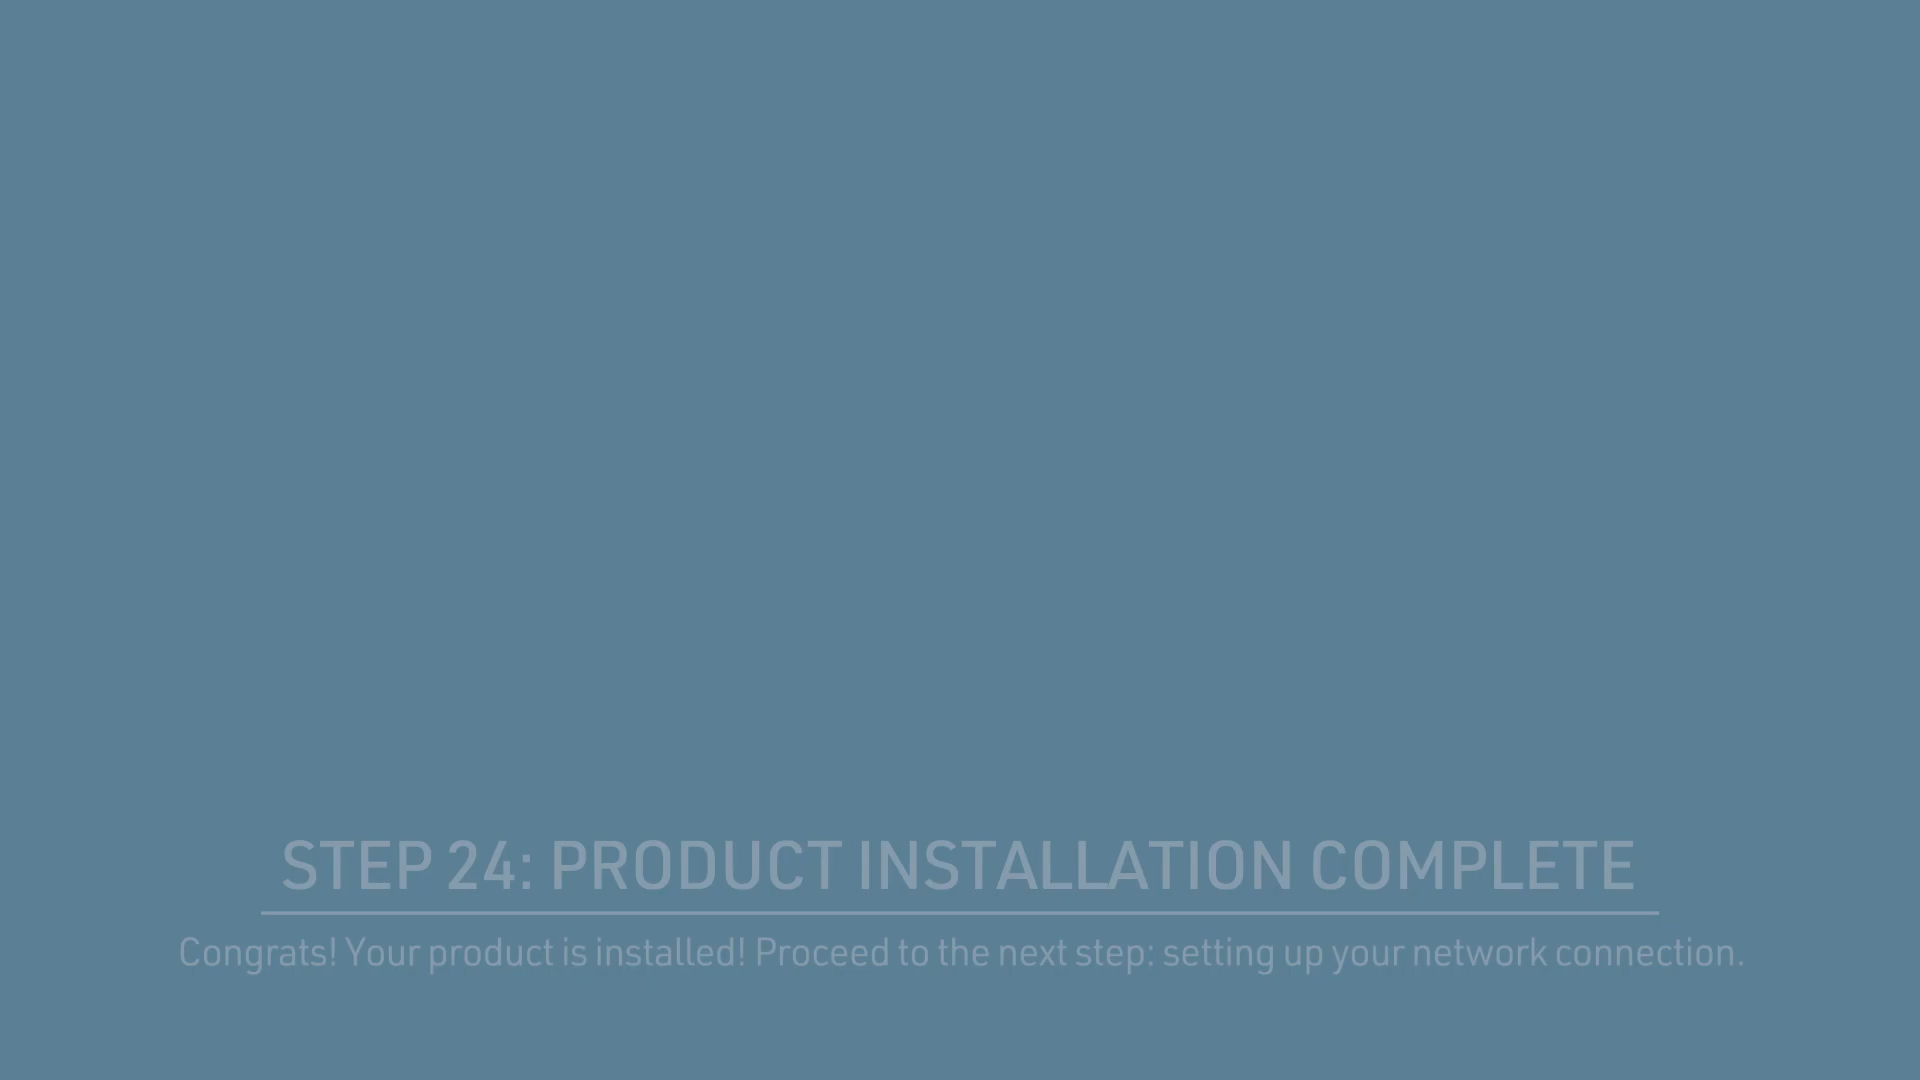 STEP 24: PRODUCT INSTALLATION COMPLETE
Congrats! Your product is installed! Proceed to the next step: setting up your network connection.